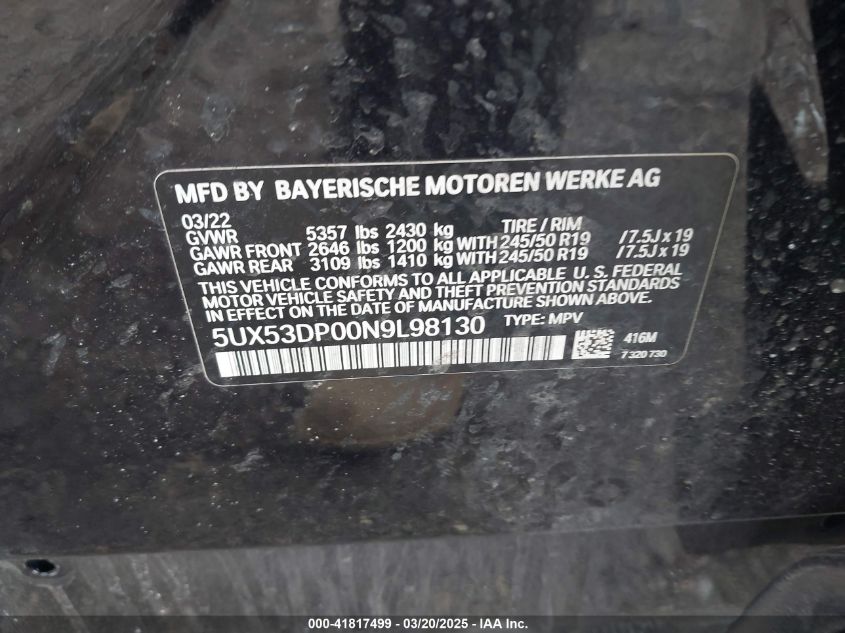 MFD BY BAYERISCHE MOTOREN WERKE AG
03/22 TIRE / RIM
GVWR 5357 lbs 2430 kg
GAWR FRONT 2646 lbs 1200 kg WITH 245/50 R19 / 7.5J x 19
GAWR REAR 3109 lbs 1410 kg WITH 245/50 R19 / 7.5J x 19
THIS VEHICLE CONFORMS TO ALL APPLICABLE U. S. FEDERAL
MOTOR VEHICLE SAFETY AND THEFT PREVENTION STANDARDS
IN EFFECT ON THE DATE OF MANUFACTURE SHOWN ABOVE.
5UX53DP00N9L98130 TYPE: MPV
416M
7 320 730
000-41817499 - 03/20/2025 - IAA Inc.